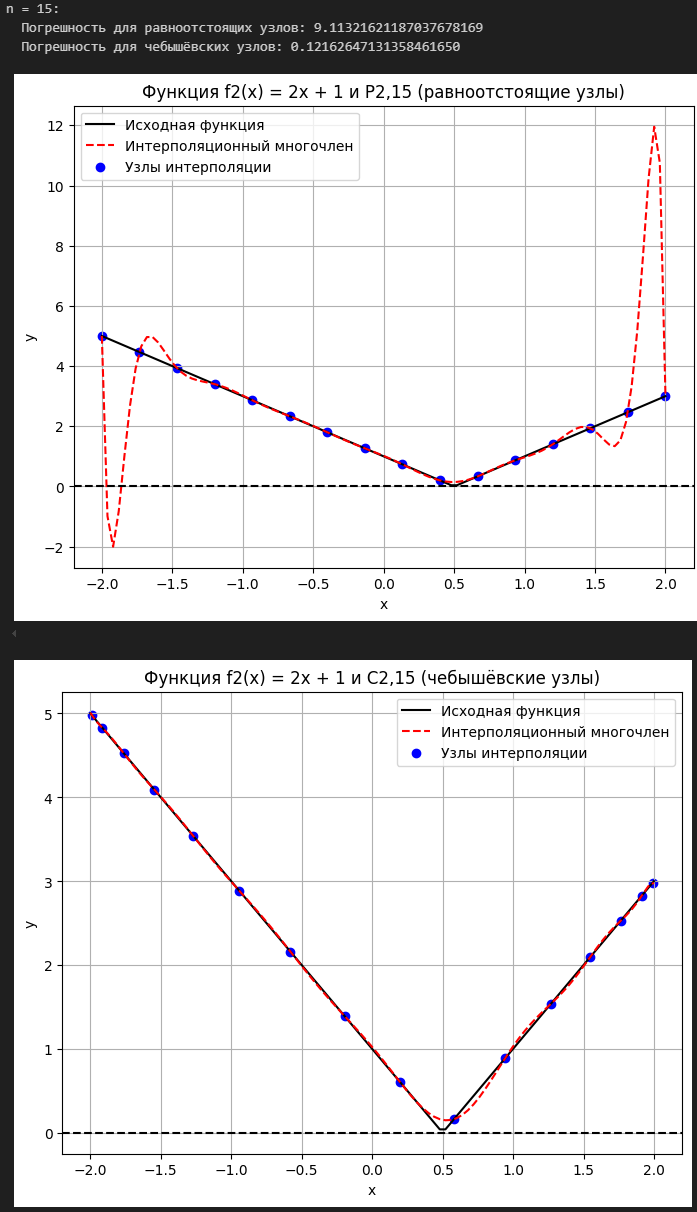 n = 15:
Погрешность для равноотстоящих узлов: 9.11321621187037678169
Погрешность для чебышёвских узлов: 0.12162647131358461650
Функция f2(x) = 2x + 1 и P2,15 (равноотстоящие узлы)
Исходная функция
Интерполяционный многочлен
Узлы интерполяции
12
10
8
6
4
2
0
−2
y
−2.0 −1.5 −1.0 −0.5 0.0 0.5 1.0 1.5 2.0
x
Функция f2(x) = 2x + 1 и C2,15 (чебышёвские узлы)
Исходная функция
Интерполяционный многочлен
Узлы интерполяции
5
4
3
2
1
0
y
−2.0 −1.5 −1.0 −0.5 0.0 0.5 1.0 1.5 2.0
x